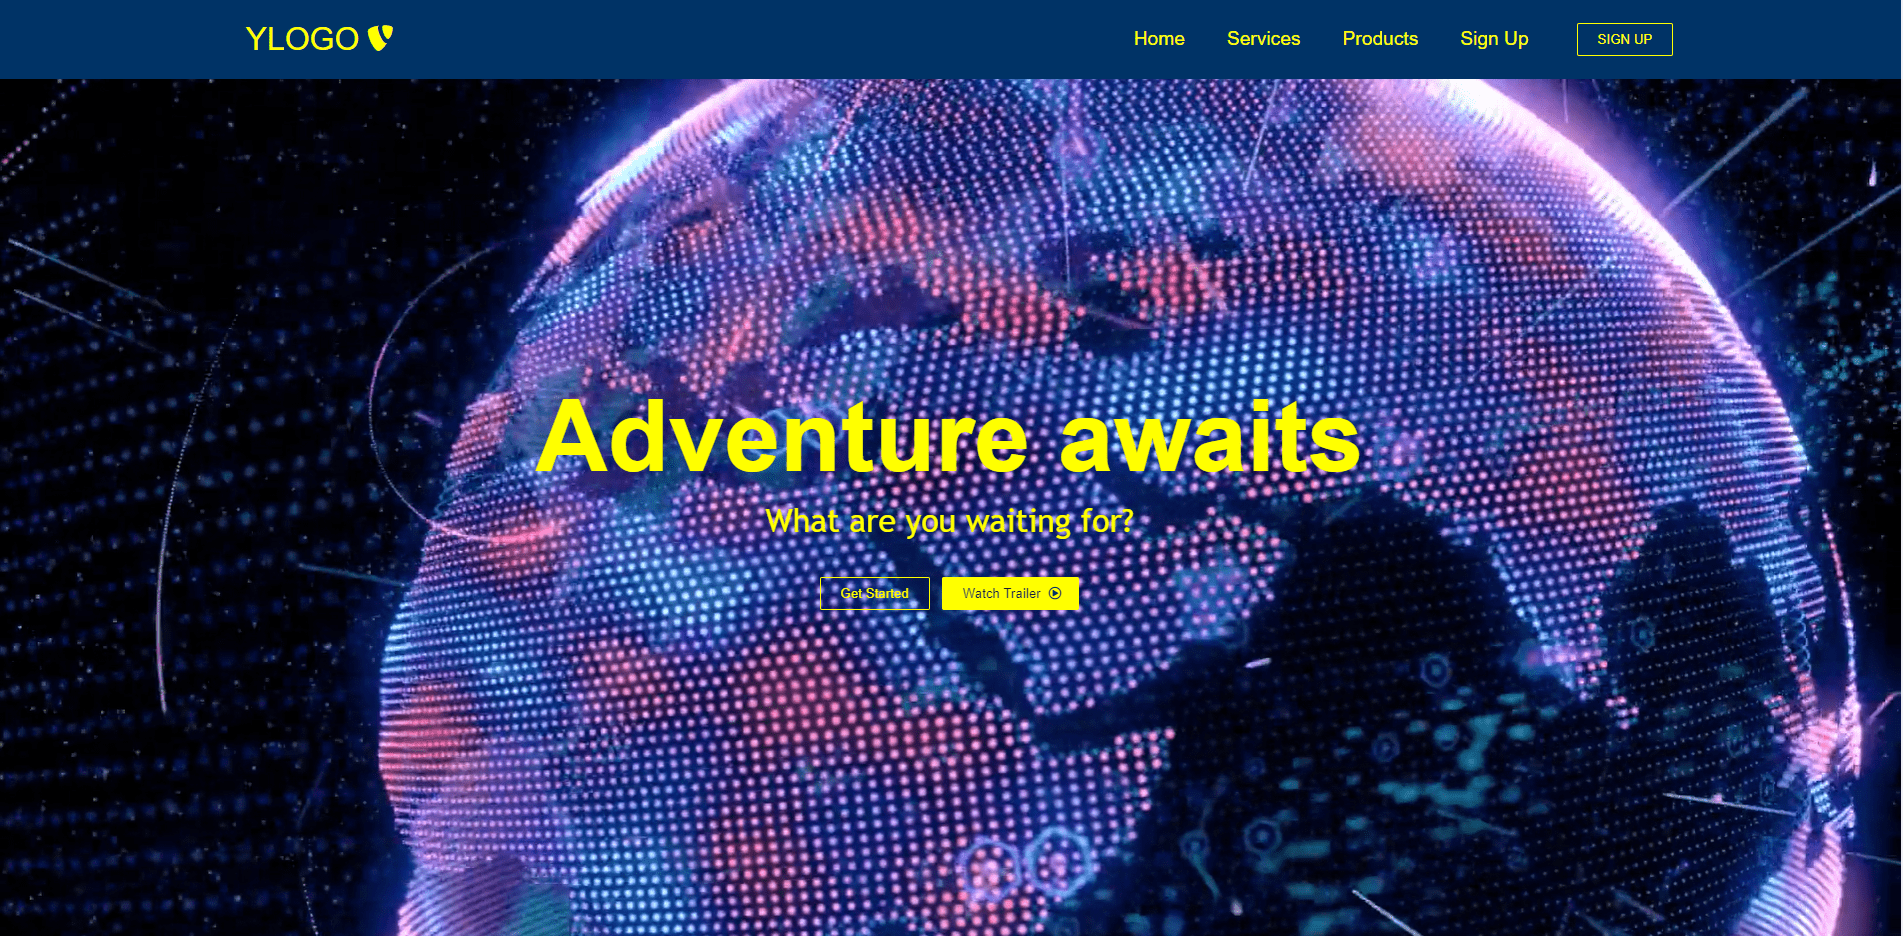 YLOGO
Home Services Products Sign Up SIGN UP
Adventure awaits
What are you waiting for?
Get Started Watch Trailer